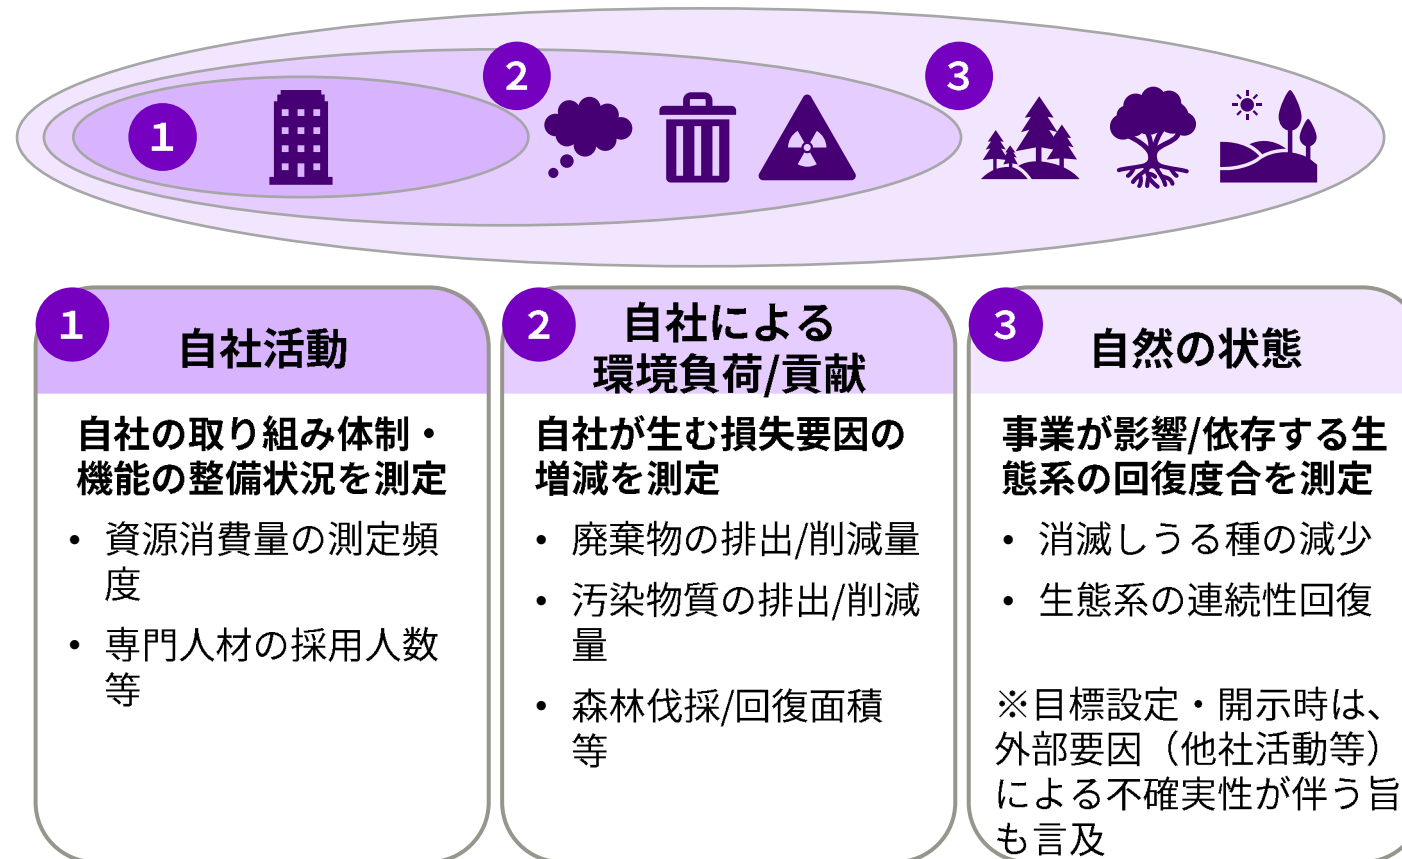 1
2
3
1
自社活動
自社の取り組み体制・
機能の整備状況を測定
• 資源消費量の測定頻
度
• 専門人材の採用人数
等
2
自社による
環境負荷/貢献
自社が生む損失要因の
増減を測定
• 廃棄物の排出/削減量
• 汚染物質の排出/削減
量
• 森林伐採/回復面積
等
3
自然の状態
事業が影響/依存する生
態系の回復度合を測定
• 消滅しうる種の減少
• 生態系の連続性回復
※目標設定・開示時は、
外部要因（他社活動等）
による不確実性が伴う旨
も言及